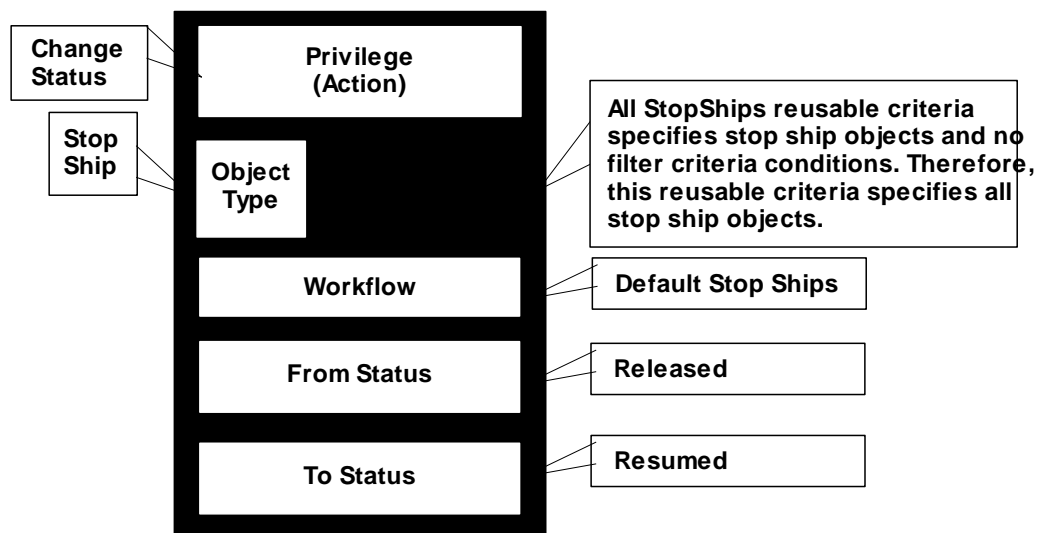 Change
Status
Privilege
(Action)
Stop
Ship
Object
Type
All StopShips reusable criteria
specifies stop ship objects and no
filter criteria conditions. Therefore,
this reusable criteria specifies all
stop ship objects.
Workflow
Default Stop Ships
From Status
Released
To Status
Resumed